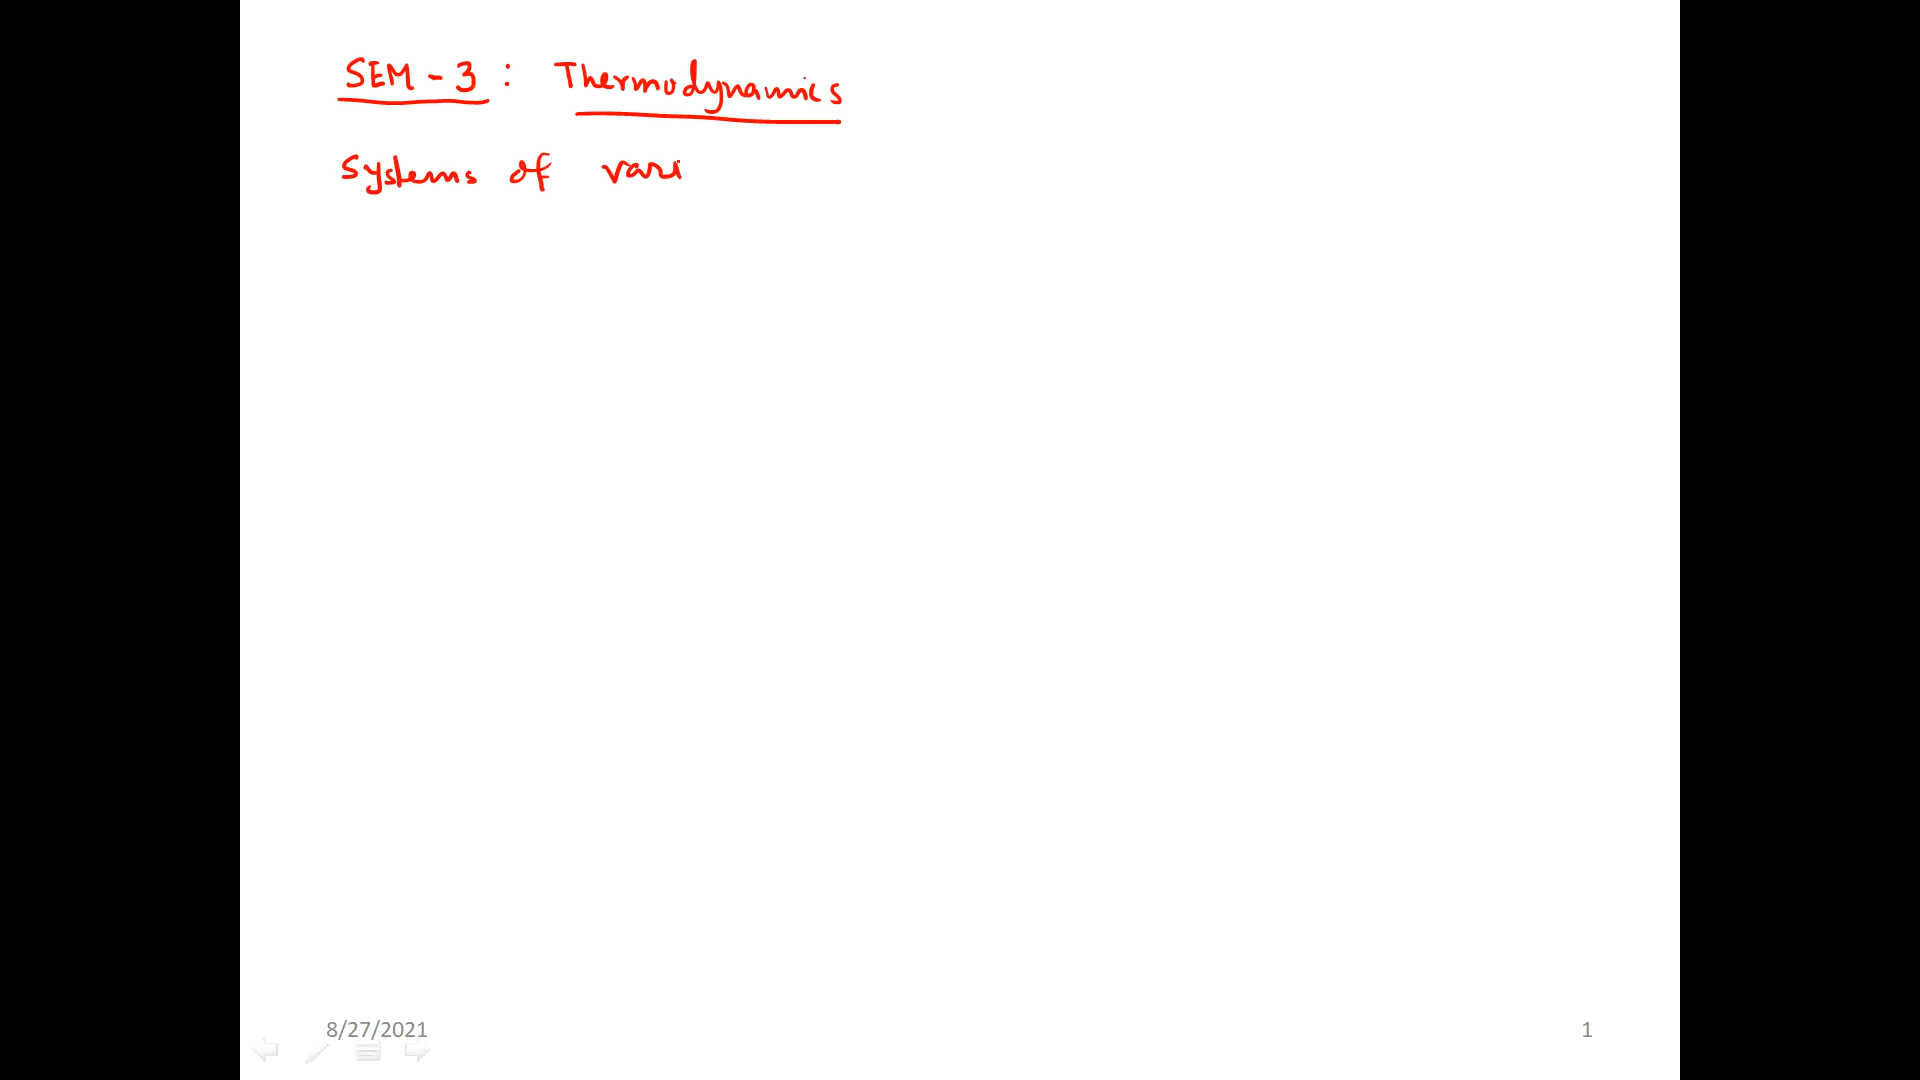 SEM - 3 : Thermodynamics
Systems of vari
8/27/2021
1